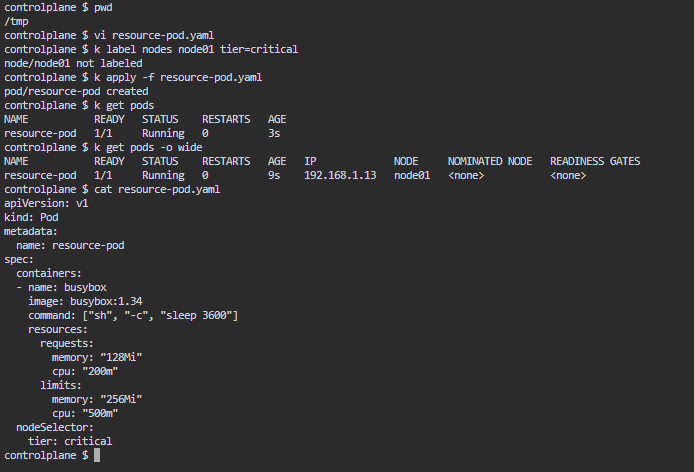 controlplane $ pwd
/tmp
controlplane $ vi resource-pod.yaml
controlplane $ k label nodes node01 tier=critical
node/node01 not labeled
controlplane $ k apply -f resource-pod.yaml
pod/resource-pod created
controlplane $ k get pods
NAME           READY   STATUS    RESTARTS   AGE
resource-pod   1/1     Running   0          3s
controlplane $ k get pods -o wide
NAME           READY   STATUS    RESTARTS   AGE   IP             NODE     NOMINATED NODE   READINESS GATES
resource-pod   1/1     Running   0          9s    192.168.1.13   node01   <none>           <none>
controlplane $ cat resource-pod.yaml
apiVersion: v1
kind: Pod
metadata:
  name: resource-pod
spec:
  containers:
  - name: busybox
    image: busybox:1.34
    command: ["sh", "-c", "sleep 3600"]
    resources:
      requests:
        memory: "128Mi"
        cpu: "200m"
      limits:
        memory: "256Mi"
        cpu: "500m"
  nodeSelector:
    tier: critical
controlplane $